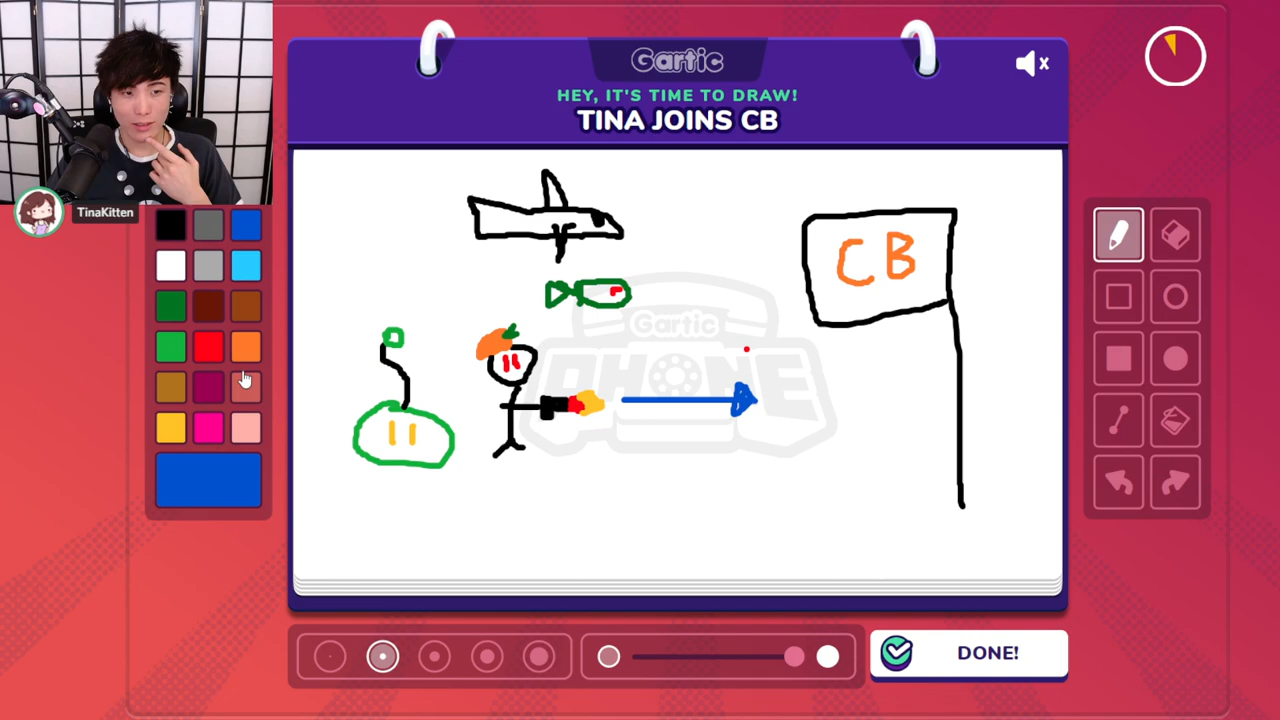 Gartic
HEY, IT'S TIME TO DRAW!
TINA JOINS CB
TinaKitten
CB
Gartic
PHONE
DONE!